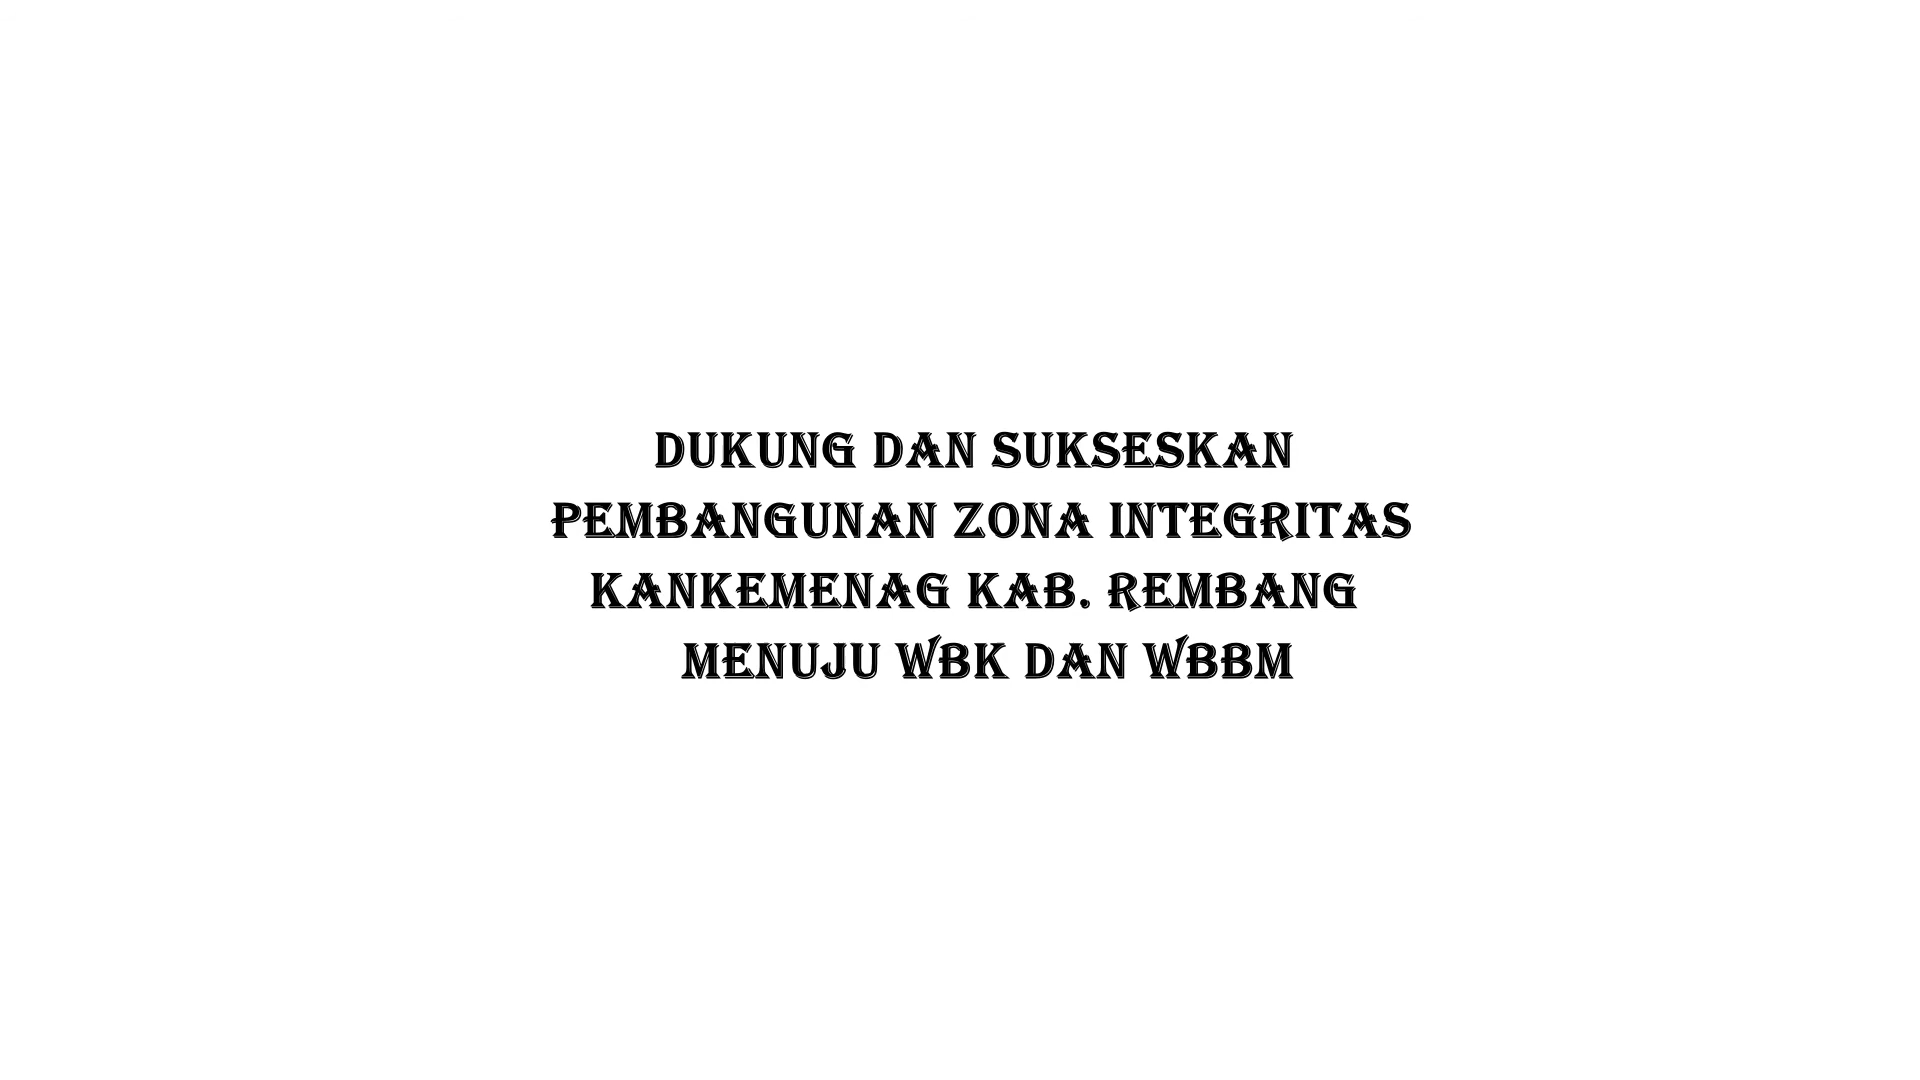 DUKUNG DAN SUKSESKAN
PEMBANGUNAN ZONA INTEGRITAS
KANKEMENAG KAB. REMBANG
MENUJU WBK DAN WBBM